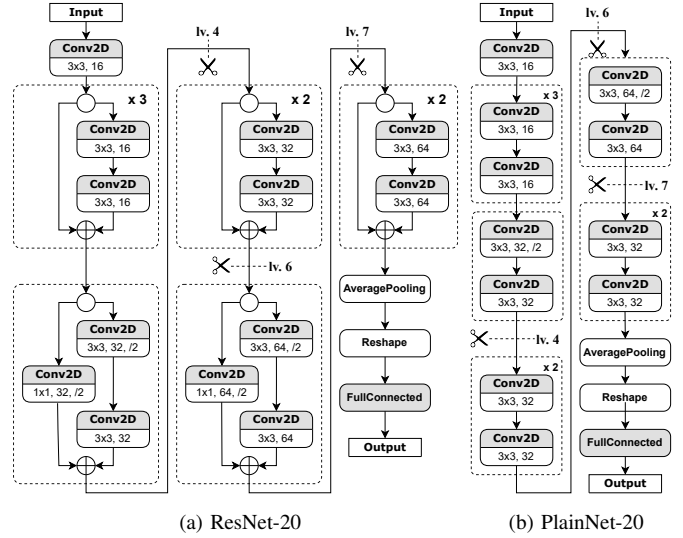 Input
Conv2D
3x3, 16
x 3
Conv2D
3x3, 16
Conv2D
3x3, 16
Conv2D
3x3, 32, /2
Conv2D
1x1, 32, /2
Conv2D
3x3, 32
lv. 4
x 2
Conv2D
3x3, 32
Conv2D
3x3, 32
lv. 6
Conv2D
3x3, 64, /2
Conv2D
1x1, 64, /2
Conv2D
3x3, 64
lv. 7
x 2
Conv2D
3x3, 64
Conv2D
3x3, 64
AveragePooling
Reshape
FullConnected
Output
(a) ResNet-20
Input
Conv2D
3x3, 16
x 3
Conv2D
3x3, 16
Conv2D
3x3, 16
Conv2D
3x3, 32, /2
Conv2D
3x3, 32
lv. 4
x 2
Conv2D
3x3, 32
Conv2D
3x3, 32
lv. 6
Conv2D
3x3, 64, /2
Conv2D
3x3, 64
lv. 7
x 2
Conv2D
3x3, 32
Conv2D
3x3, 32
AveragePooling
Reshape
FullConnected
Output
(b) PlainNet-20